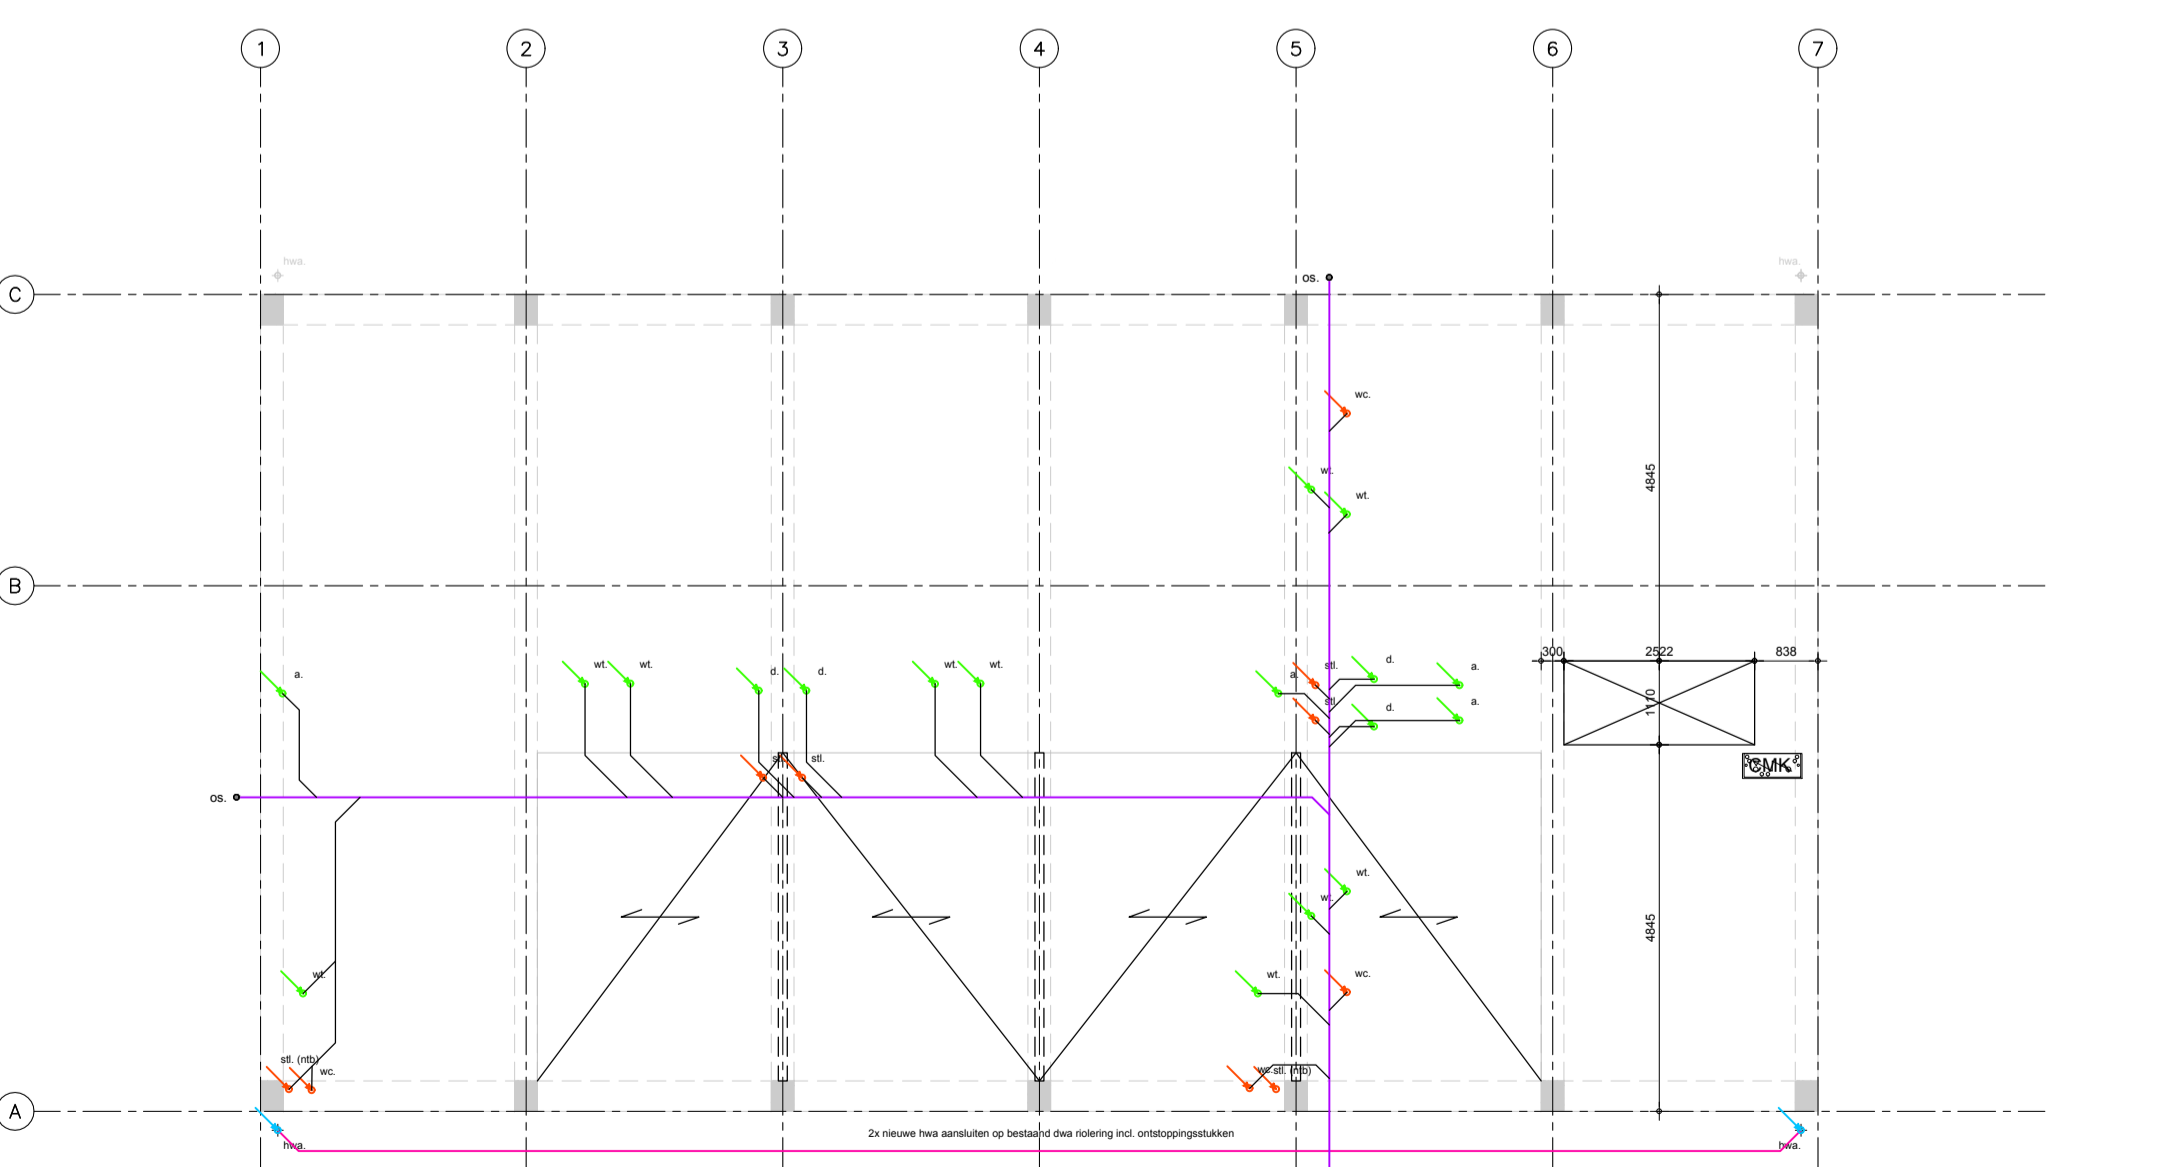 1 2 3 4 5 6 7
hwa. hwa.
os.
C
wc.
wt.
wt.
4845
B
300 2522 838
a. wt. wt. d. d. wt. wt. a. stl. d. a.
1110
stl. d. a.
stl. stl.
CMK
os.
wt.
wt.
4845
wt. wt. wc.
stl. (ntb)
wc.
wc. stl. (ntb)
A
2x nieuwe hwa aansluiten op bestaand dwa riolering incl. ontstoppingsstukken
hwa. hwa.